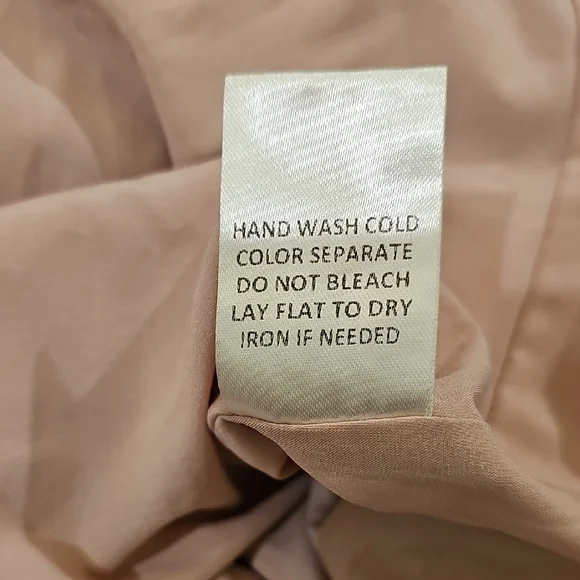 HAND WASH COLD
COLOR SEPARATE
DO NOT BLEACH
LAY FLAT TO DRY
IRON IF NEEDED